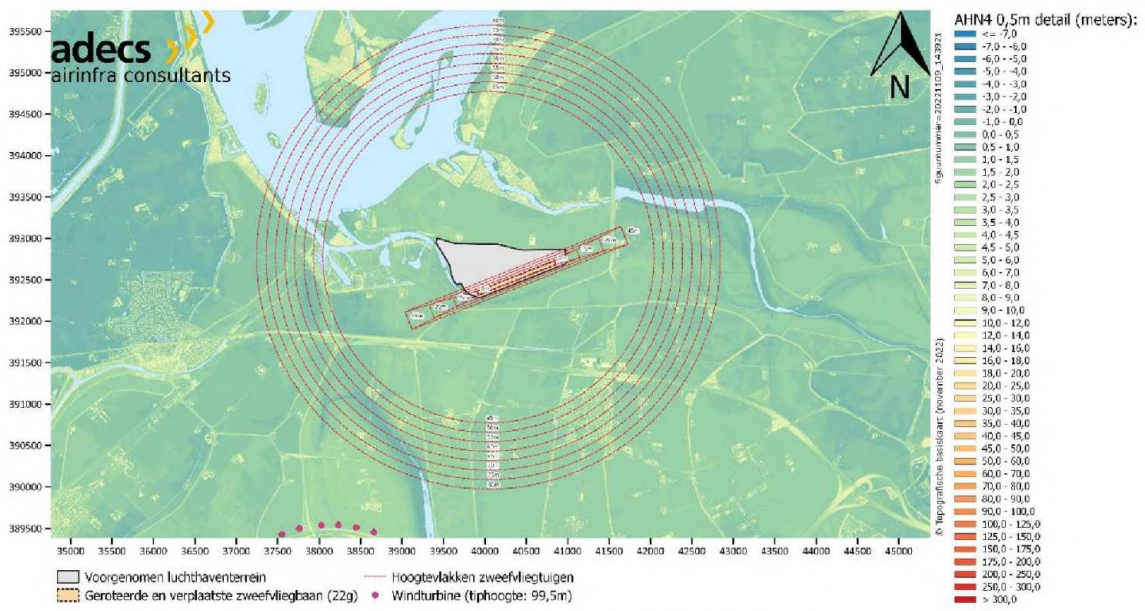 adecs
airinfra consultants
N
figuurnummer=20221109_143921
© Topografische basiskaart (november 2022)
395500
395000
394500
394000
393500
393000
392500
392000
391500
391000
390500
390000
389500
35000 35500 36000 36500 37000 37500 38000 38500 39000 39500 40000 40500 41000 41500 42000 42500 43000 43500 44000 44500 45000
45m
45m
Voorgenomen luchthaventerrein
Hoogtevlakken zweefvliegtuigen
Geroteerde en verplaatste zweefvliegbaan (22g)
Windturbine (tiphoogte: 99,5m)
AHN4 0,5m detail (meters):
<= -7,0
-7,0 - -6,0
-6,0 - -5,0
-5,0 - -4,0
-4,0 - -3,0
-3,0 - -2,0
-2,0 - -1,0
-1,0 - 0,0
0,0 - 0,5
0,5 - 1,0
1,0 - 1,5
1,5 - 2,0
2,0 - 2,5
2,5 - 3,0
3,0 - 3,5
3,5 - 4,0
4,0 - 4,5
4,5 - 5,0
5,0 - 6,0
6,0 - 7,0
7,0 - 8,0
8,0 - 9,0
9,0 - 10,0
10,0 - 12,0
12,0 - 14,0
14,0 - 16,0
16,0 - 18,0
18,0 - 20,0
20,0 - 25,0
25,0 - 30,0
30,0 - 35,0
35,0 - 40,0
40,0 - 45,0
45,0 - 50,0
50,0 - 60,0
60,0 - 70,0
70,0 - 80,0
80,0 - 90,0
90,0 - 100,0
100,0 - 125,0
125,0 - 150,0
150,0 - 175,0
175,0 - 200,0
200,0 - 250,0
250,0 - 300,0
> 300,0